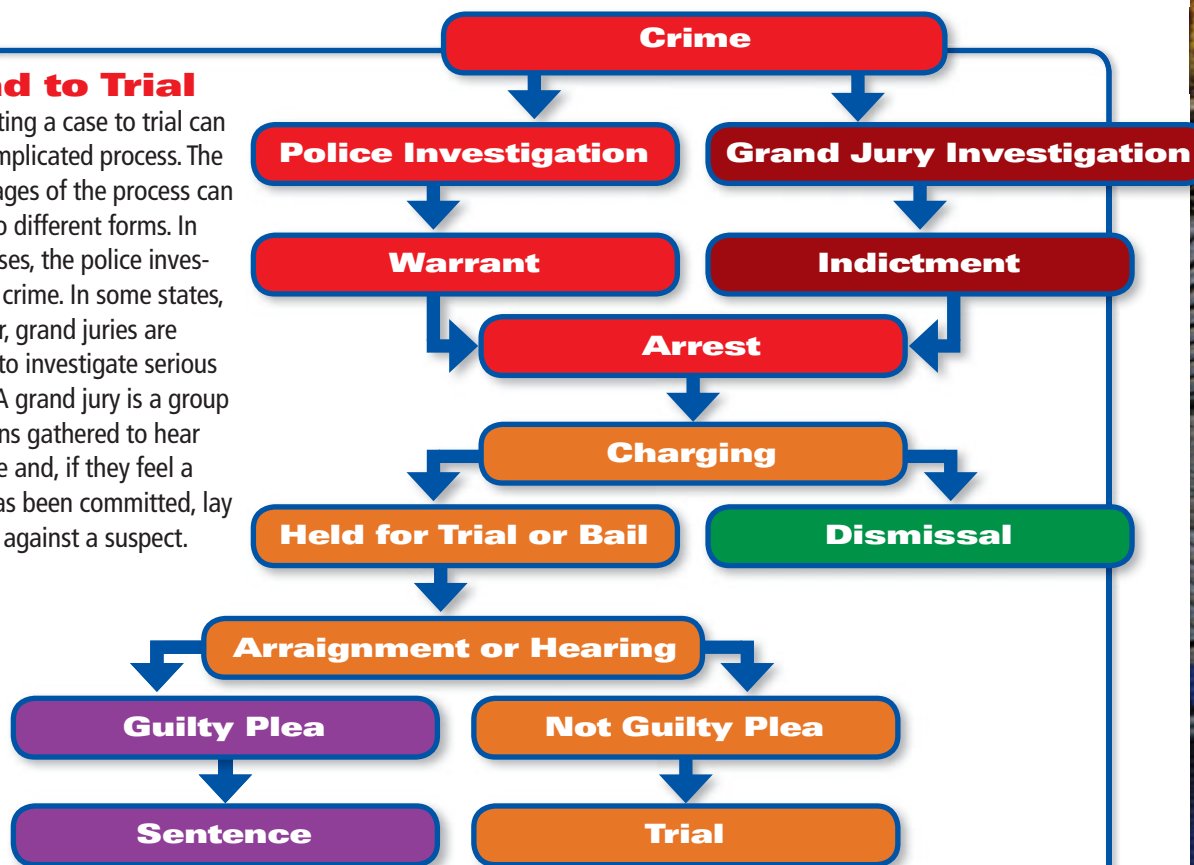 d to Trial
ting a case to trial can
mplicated process. The
ages of the process can
o different forms. In
ses, the police inves-
crime. In some states,
r, grand juries are
to investigate serious
A grand jury is a group
ns gathered to hear
e and, if they feel a
as been committed, lay
against a suspect.
Crime
Police Investigation
Grand Jury Investigation
Warrant
Indictment
Arrest
Charging
Held for Trial or Bail
Dismissal
Arraignment or Hearing
Guilty Plea
Not Guilty Plea
Sentence
Trial